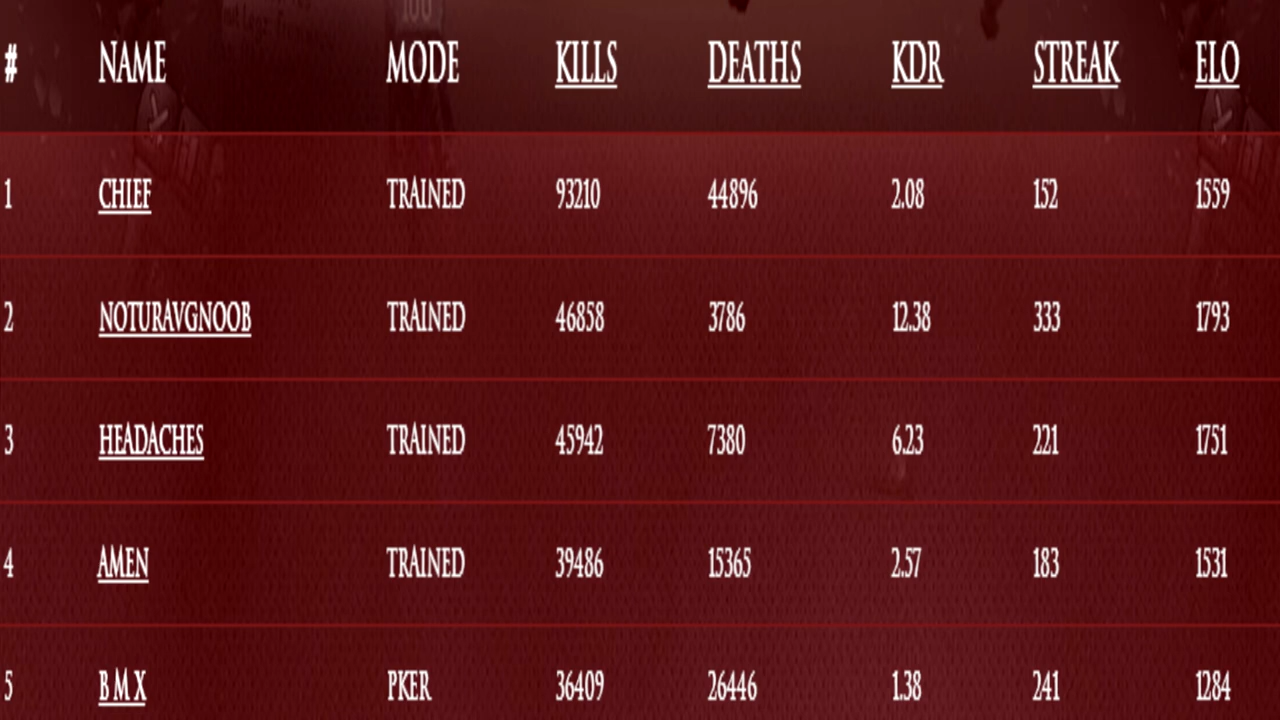 100
# NAME MODE KILLS DEATHS KDR STREAK ELO
1 CHIEF TRAINED 93210 44896 2.08 152 1559
2 NOTURAVGNOOB TRAINED 46858 3786 12.38 333 1793
3 HEADACHES TRAINED 45942 7380 6.23 221 1751
4 AMEN TRAINED 39486 15365 2.57 183 1531
5 B M X PKER 36409 26446 1.38 241 1284